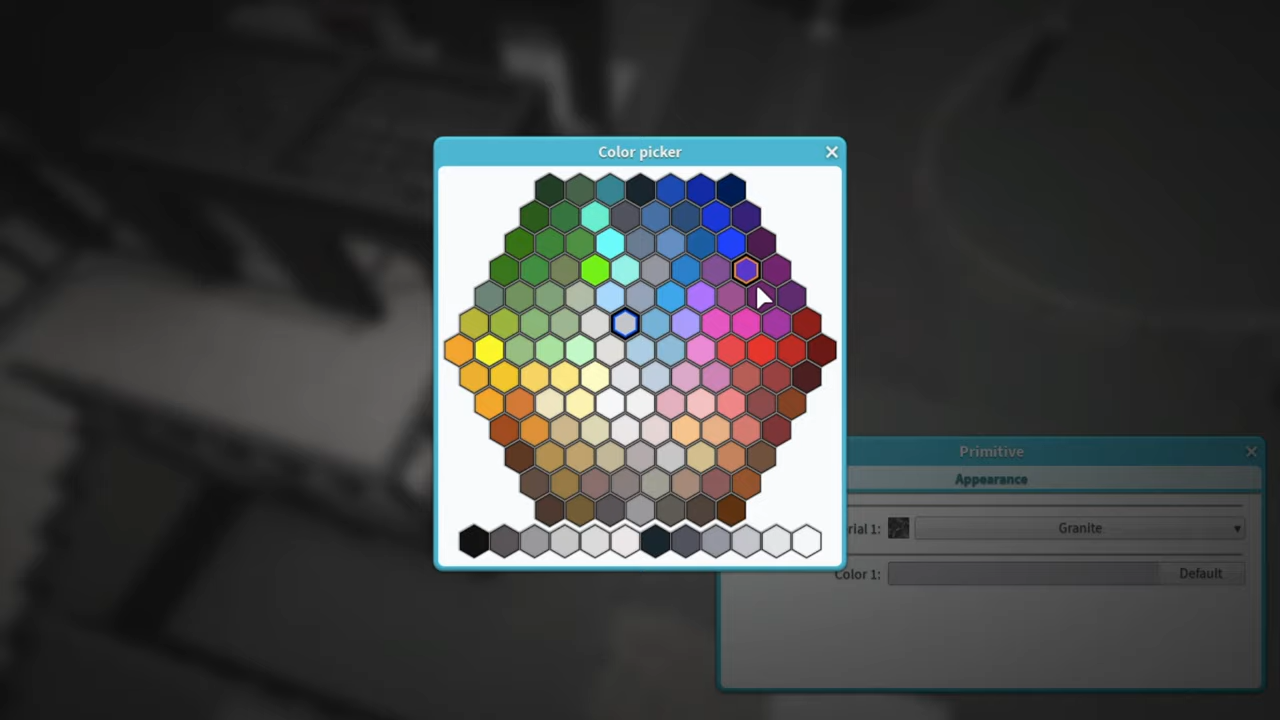 Color picker
Primitive
Appearance
rial 1:
Granite
Color 1:
Default